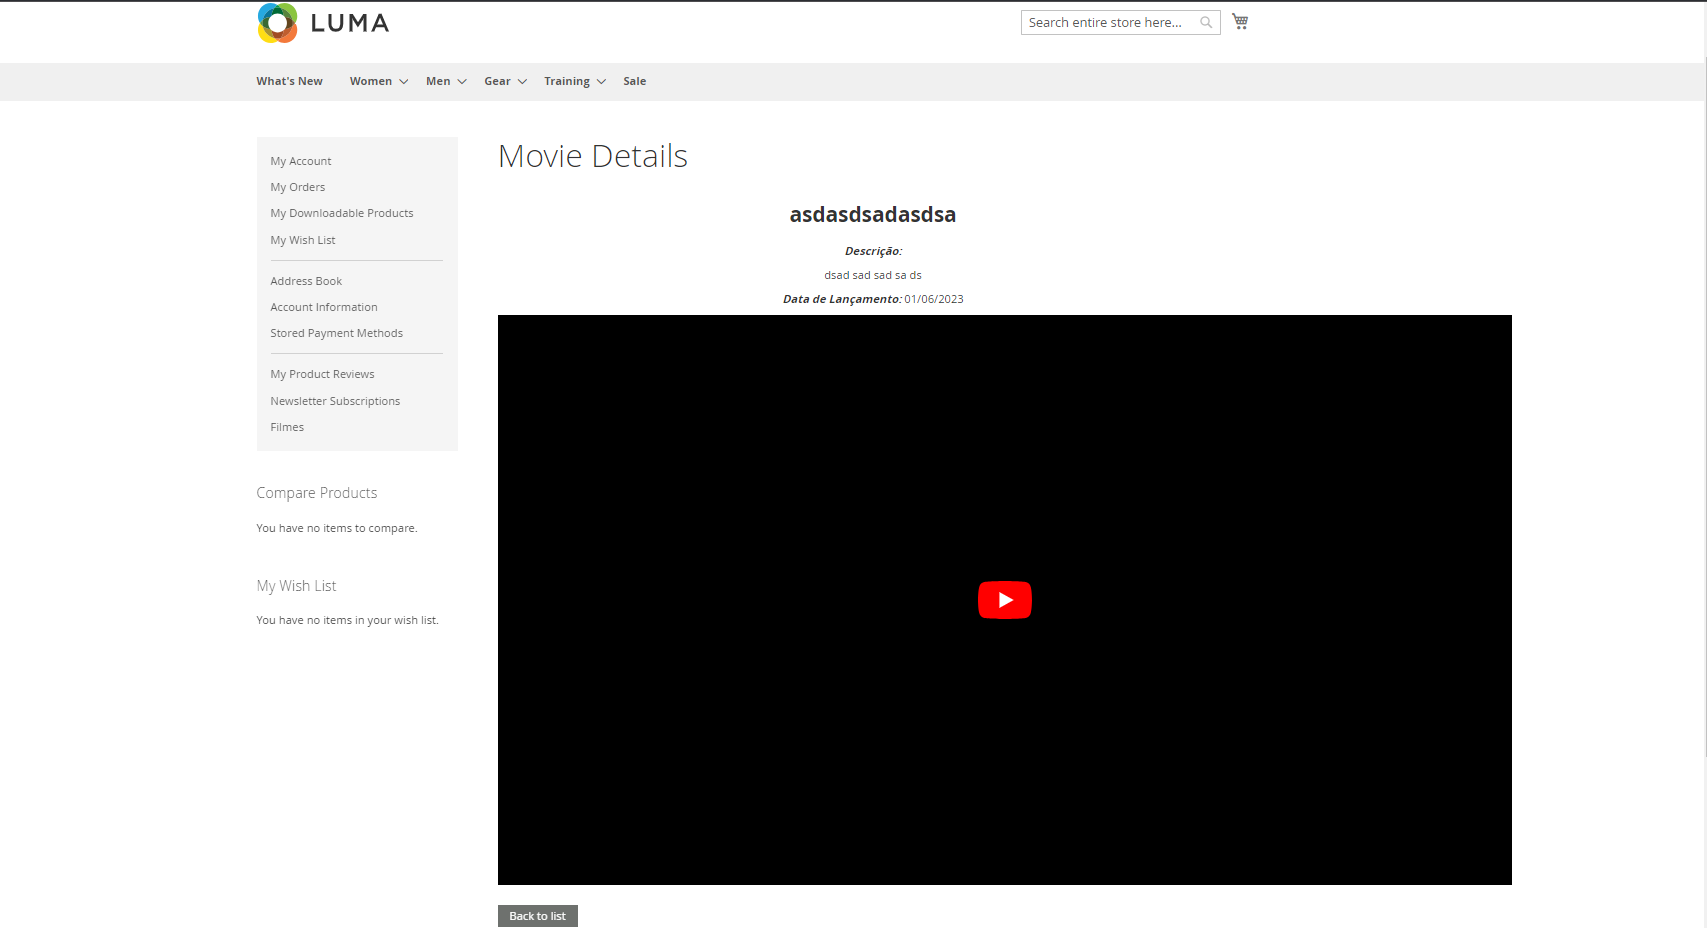 LUMA
Search entire store here...
What's New Women Men Gear Training Sale
My Account
My Orders
My Downloadable Products
My Wish List
Address Book
Account Information
Stored Payment Methods
My Product Reviews
Newsletter Subscriptions
Filmes
Compare Products
You have no items to compare.
My Wish List
You have no items in your wish list.
Movie Details
asdasdsadasdsa
Descrição:
dsad sad sad sa ds
Data de Lançamento: 01/06/2023
Back to list